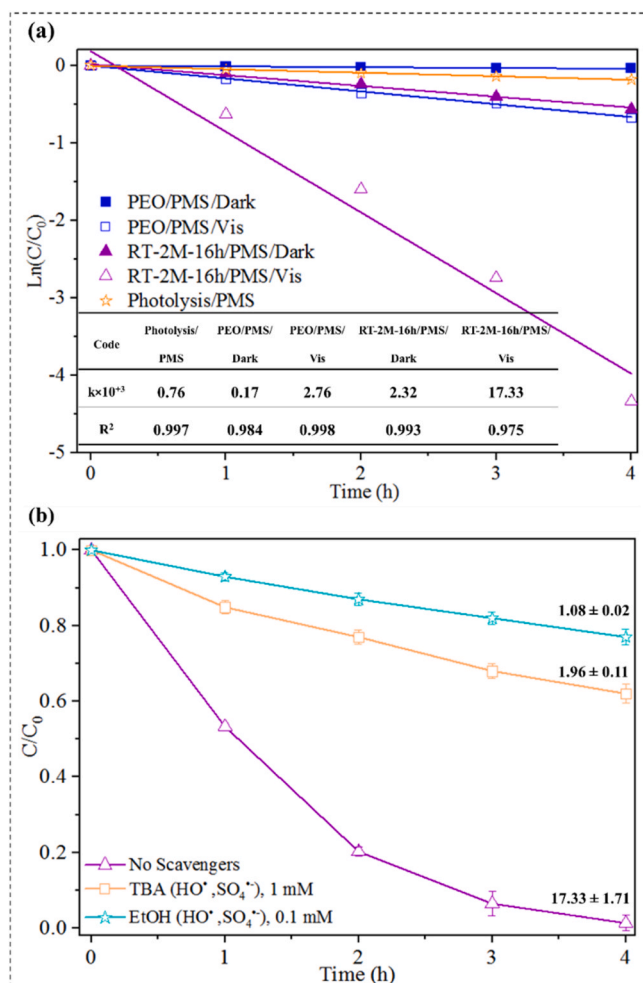 (a)
0
-1
-2
-3
-4
-5
Ln(C/C₀)
PEO/PMS/Dark
PEO/PMS/Vis
RT-2M-16h/PMS/Dark
RT-2M-16h/PMS/Vis
Photolysis/PMS
Code Photolysis/PMS PEO/PMS/Dark PEO/PMS/Vis RT-2M-16h/PMS/Dark RT-2M-16h/PMS/Vis
k×10⁺³ 0.76 0.17 2.76 2.32 17.33
R² 0.997 0.984 0.998 0.993 0.975
0 1 2 3 4
Time (h)
(b)
1.0
0.8
0.6
0.4
0.2
0.0
C/C₀
1.08 ± 0.02
1.96 ± 0.11
17.33 ± 1.71
No Scavengers
TBA (HO•,SO₄•⁻), 1 mM
EtOH (HO•,SO₄•⁻), 0.1 mM
0 1 2 3 4
Time (h)